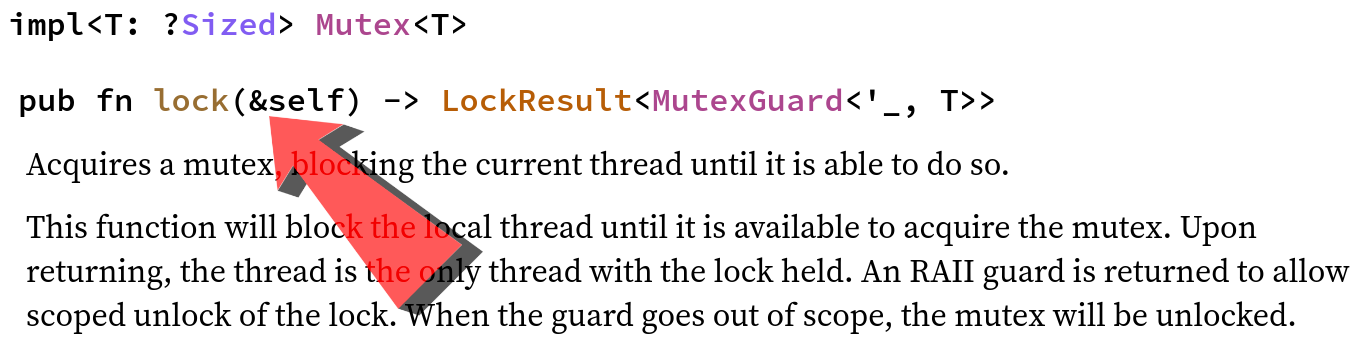 impl<T: ?Sized> Mutex<T>
pub fn lock(&self) -> LockResult<MutexGuard<'_, T>>
Acquires a mutex, blocking the current thread until it is able to do so.
This function will block the local thread until it is available to acquire the mutex. Upon
returning, the thread is the only thread with the lock held. An RAII guard is returned to allow
scoped unlock of the lock. When the guard goes out of scope, the mutex will be unlocked.